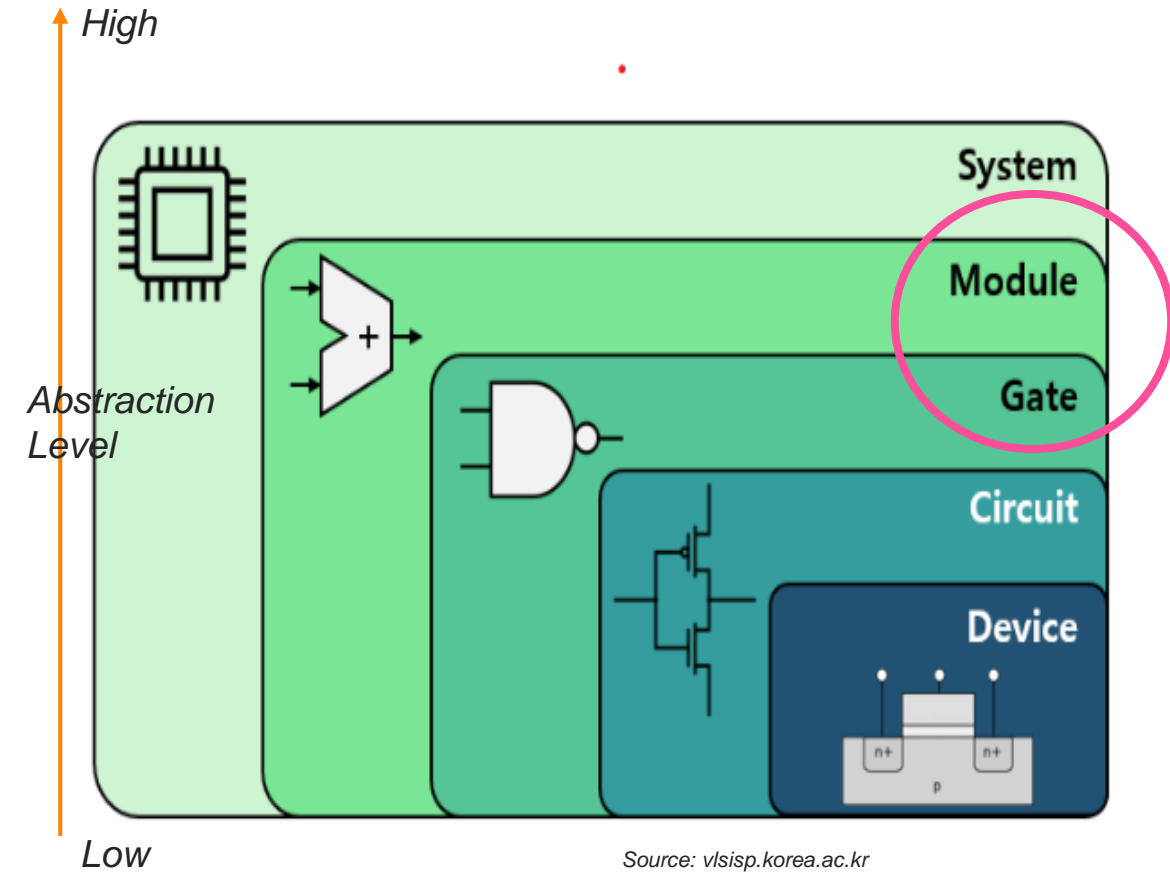 High
System
Module
+
Abstraction
Level
Gate
Circuit
Device
n+ n+
p
Low
Source: vlsisp.korea.ac.kr